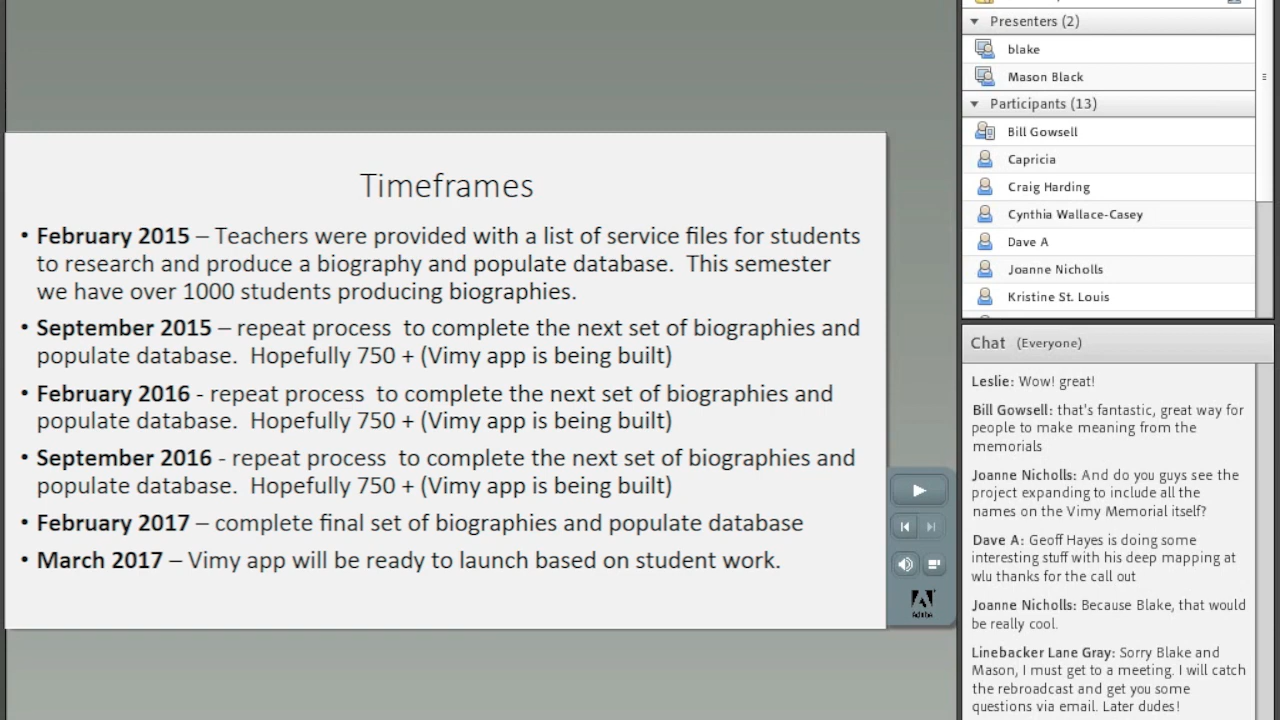 Timeframes
• February 2015 – Teachers were provided with a list of service files for students
to research and produce a biography and populate database.  This semester
we have over 1000 students producing biographies.
• September 2015 – repeat process  to complete the next set of biographies and
populate database.  Hopefully 750 + (Vimy app is being built)
• February 2016 - repeat process  to complete the next set of biographies and
populate database.  Hopefully 750 + (Vimy app is being built)
• September 2016 - repeat process  to complete the next set of biographies and
populate database.  Hopefully 750 + (Vimy app is being built)
• February 2017 – complete final set of biographies and populate database
• March 2017 – Vimy app will be ready to launch based on student work.
Adobe
Presenters (2)
blake
Mason Black
Participants (13)
Bill Gowsell
Capricia
Craig Harding
Cynthia Wallace-Casey
Dave A
Joanne Nicholls
Kristine St. Louis
Chat (Everyone)
Leslie: Wow! great!
Bill Gowsell: that's fantastic, great way for
people to make meaning from the
memorials
Joanne Nicholls: And do you guys see the
project expanding to include all the
names on the Vimy Memorial itself?
Dave A: Geoff Hayes is doing some
interesting stuff with his deep mapping at
wlu thanks for the call out
Joanne Nicholls: Because Blake, that would
be really cool.
Linebacker Lane Gray: Sorry Blake and
Mason, I must get to a meeting. I will catch
the rebroadcast and get you some
questions via email. Later dudes!